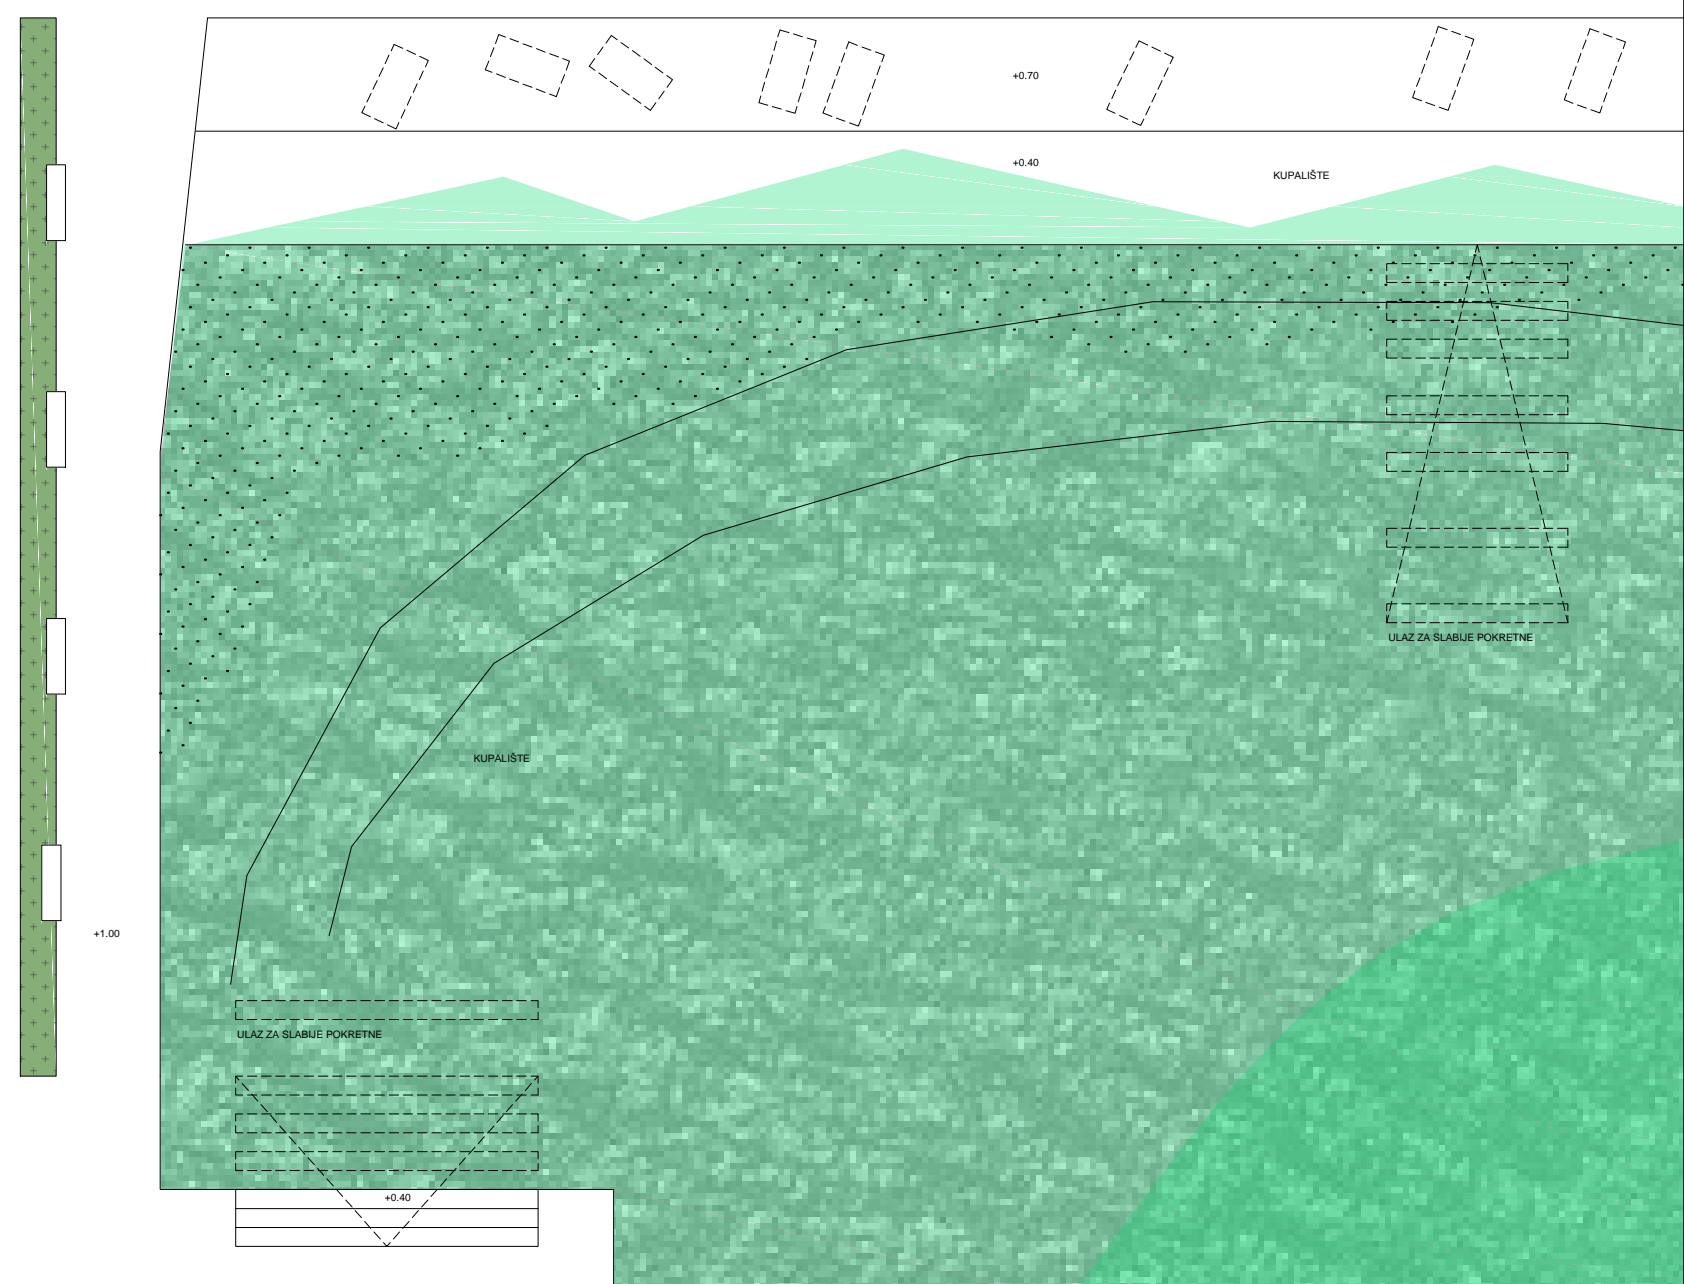 +0.70
+0.40
KUPALIŠTE
ULAZ ZA SLABIJE POKRETNE
KUPALIŠTE
+1.00
ULAZ ZA SLABIJE POKRETNE
+0.40